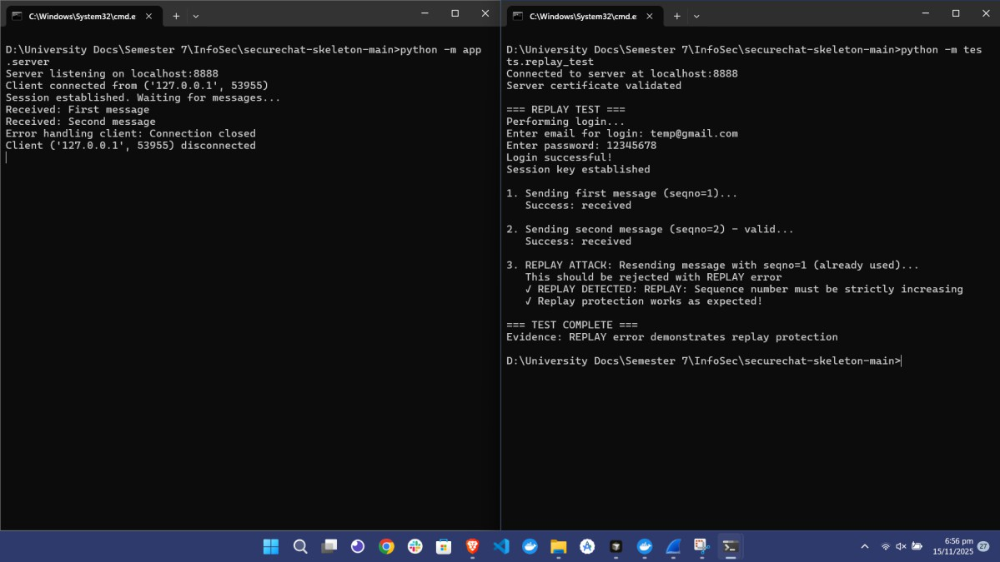 C:\Windows\System32\cmd.e
D:\University Docs\Semester 7\InfoSec\securechat-skeleton-main>python -m app
.server
Server listening on localhost:8888
Client connected from ('127.0.0.1', 53955)
Session established. Waiting for messages...
Received: First message
Received: Second message
Error handling client: Connection closed
Client ('127.0.0.1', 53955) disconnected
C:\Windows\System32\cmd.e
D:\University Docs\Semester 7\InfoSec\securechat-skeleton-main>python -m tes
ts.replay_test
Connected to server at localhost:8888
Server certificate validated
=== REPLAY TEST ===
Performing login...
Enter email for login: temp@gmail.com
Enter password: 12345678
Login successful!
Session key established
1. Sending first message (seqno=1)...
Success: received
2. Sending second message (seqno=2) - valid...
Success: received
3. REPLAY ATTACK: Resending message with seqno=1 (already used)...
This should be rejected with REPLAY error
✓ REPLAY DETECTED: REPLAY: Sequence number must be strictly increasing
✓ Replay protection works as expected!
=== TEST COMPLETE ===
Evidence: REPLAY error demonstrates replay protection
D:\University Docs\Semester 7\InfoSec\securechat-skeleton-main>
6:56 pm
15/11/2025
27